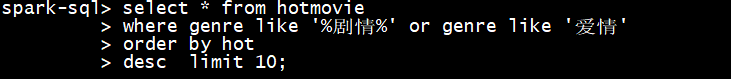 spark-sql> select * from hotmovie
         > where genre like '%剧情%' or genre like '爱情'
         > order by hot
         > desc  limit 10;